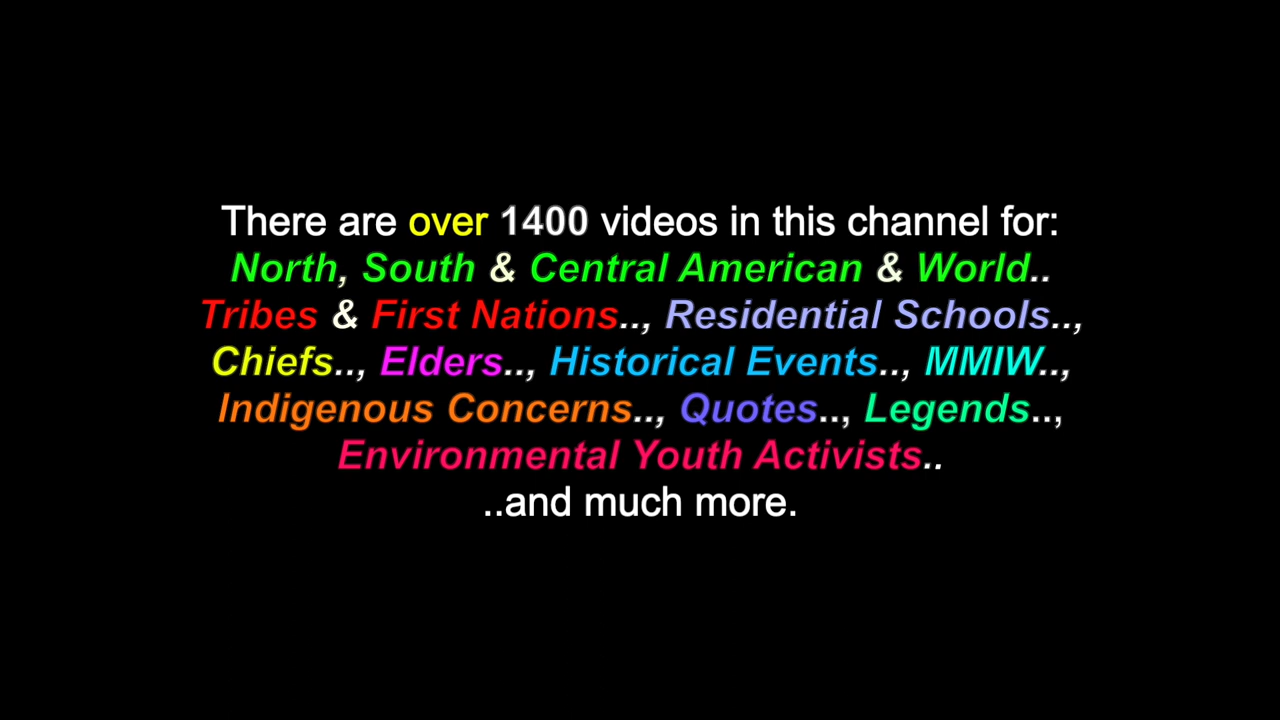 There are over 1400 videos in this channel for:
North, South & Central American & World..
Tribes & First Nations.., Residential Schools..,
Chiefs.., Elders.., Historical Events.., MMIW..,
Indigenous Concerns.., Quotes.., Legends..,
Environmental Youth Activists..
..and much more.